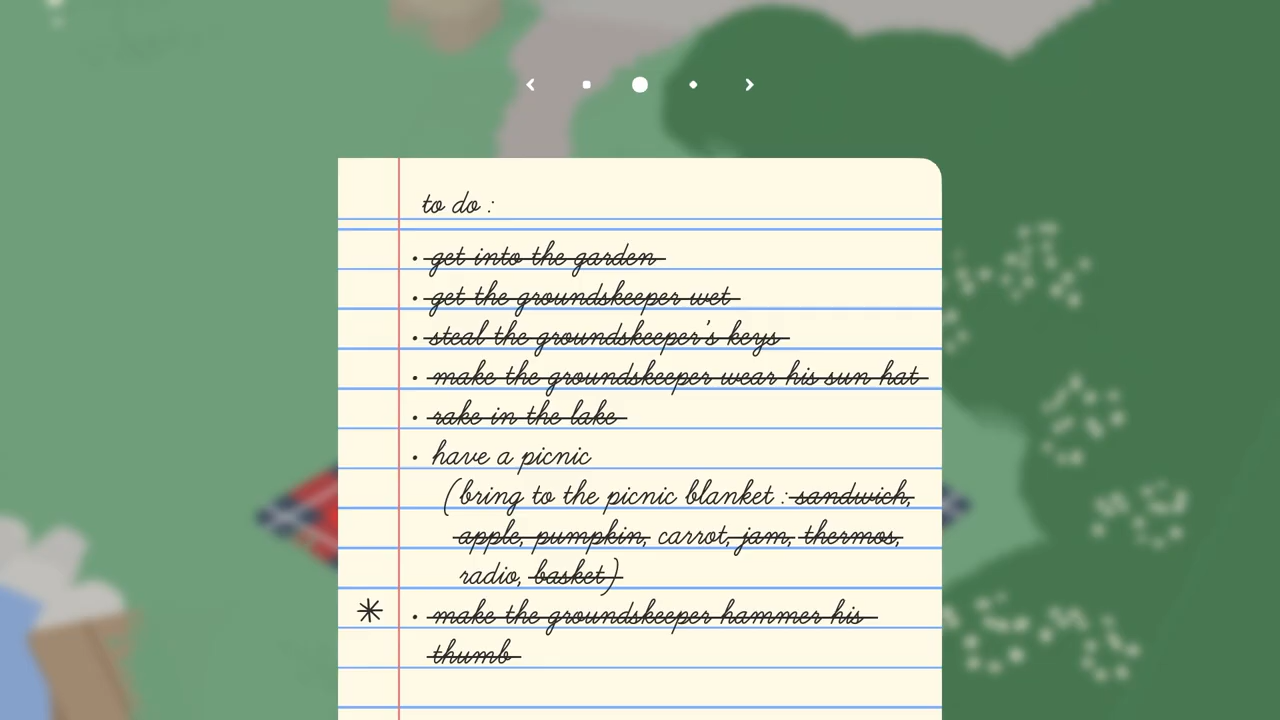 to do :
• get into the garden
• get the groundskeeper wet
• steal the groundskeeper's keys
• make the groundskeeper wear his sun hat
• rake in the lake
• have a picnic
(bring to the picnic blanket : sandwich,
apple, pumpkin, carrot, jam, thermos,
radio, basket)
• make the groundskeeper hammer his
thumb